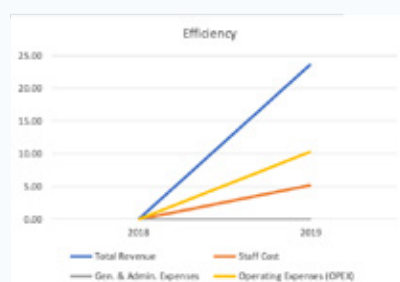 Efficiency
25.00
20.00
15.00
10.00
5.00
0.00
2018 2019
Total Revenue Staff Cost
Gen. & Admin. Expenses Operating Expenses (OPEX)